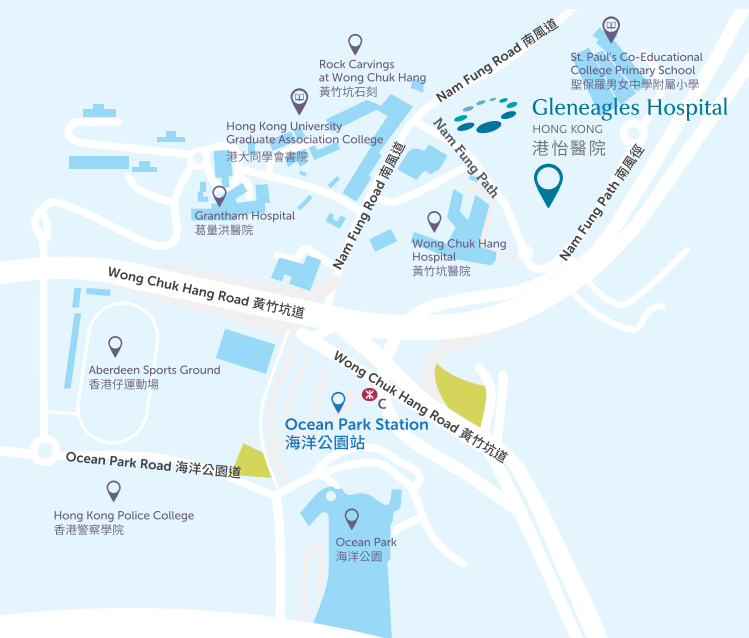 Nam Fung Road 南風道
Rock Carvings
at Wong Chuk Hang
黃竹坑石刻
St. Paul's Co-Educational
College Primary School
聖保羅男女中學附屬小學
Gleneagles Hospital
HONG KONG
港怡醫院
Hong Kong University
Graduate Association College
港大同學會書院
Nam Fung Path
Nam Fung Road 南風道
Nam Fung Path 南風徑
Grantham Hospital
葛量洪醫院
Wong Chuk Hang
Hospital
黃竹坑醫院
Wong Chuk Hang Road 黃竹坑道
Aberdeen Sports Ground
香港仔運動場
Wong Chuk Hang Road 黃竹坑道
C
Ocean Park Station
海洋公園站
Ocean Park Road 海洋公園道
Hong Kong Police College
香港警察學院
Ocean Park
海洋公園